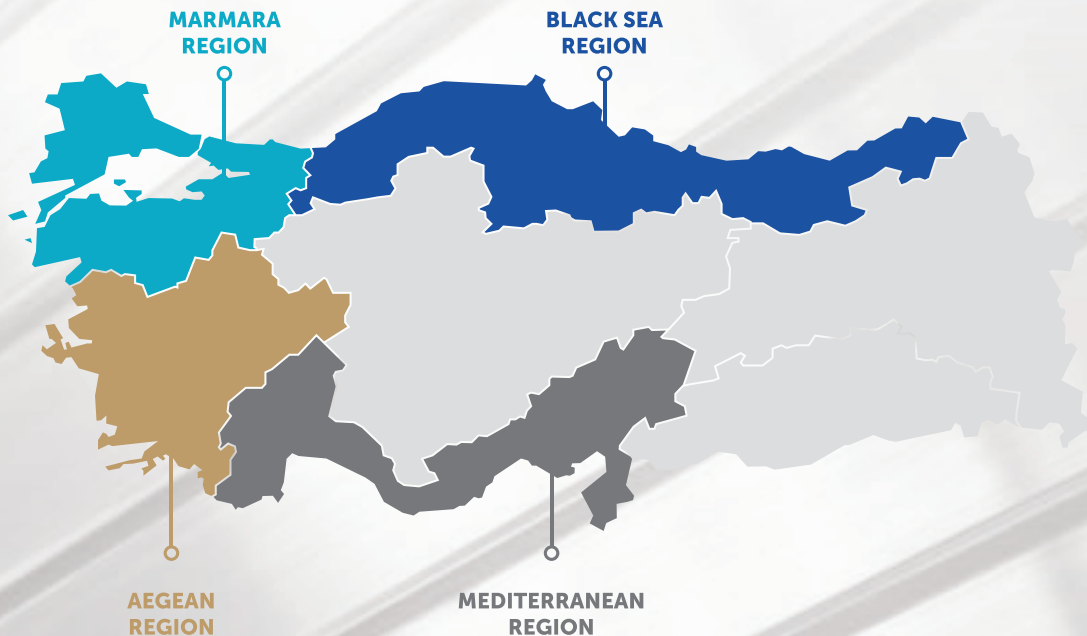 MARMARA
REGION
BLACK SEA
REGION
AEGEAN
REGION
MEDITERRANEAN
REGION